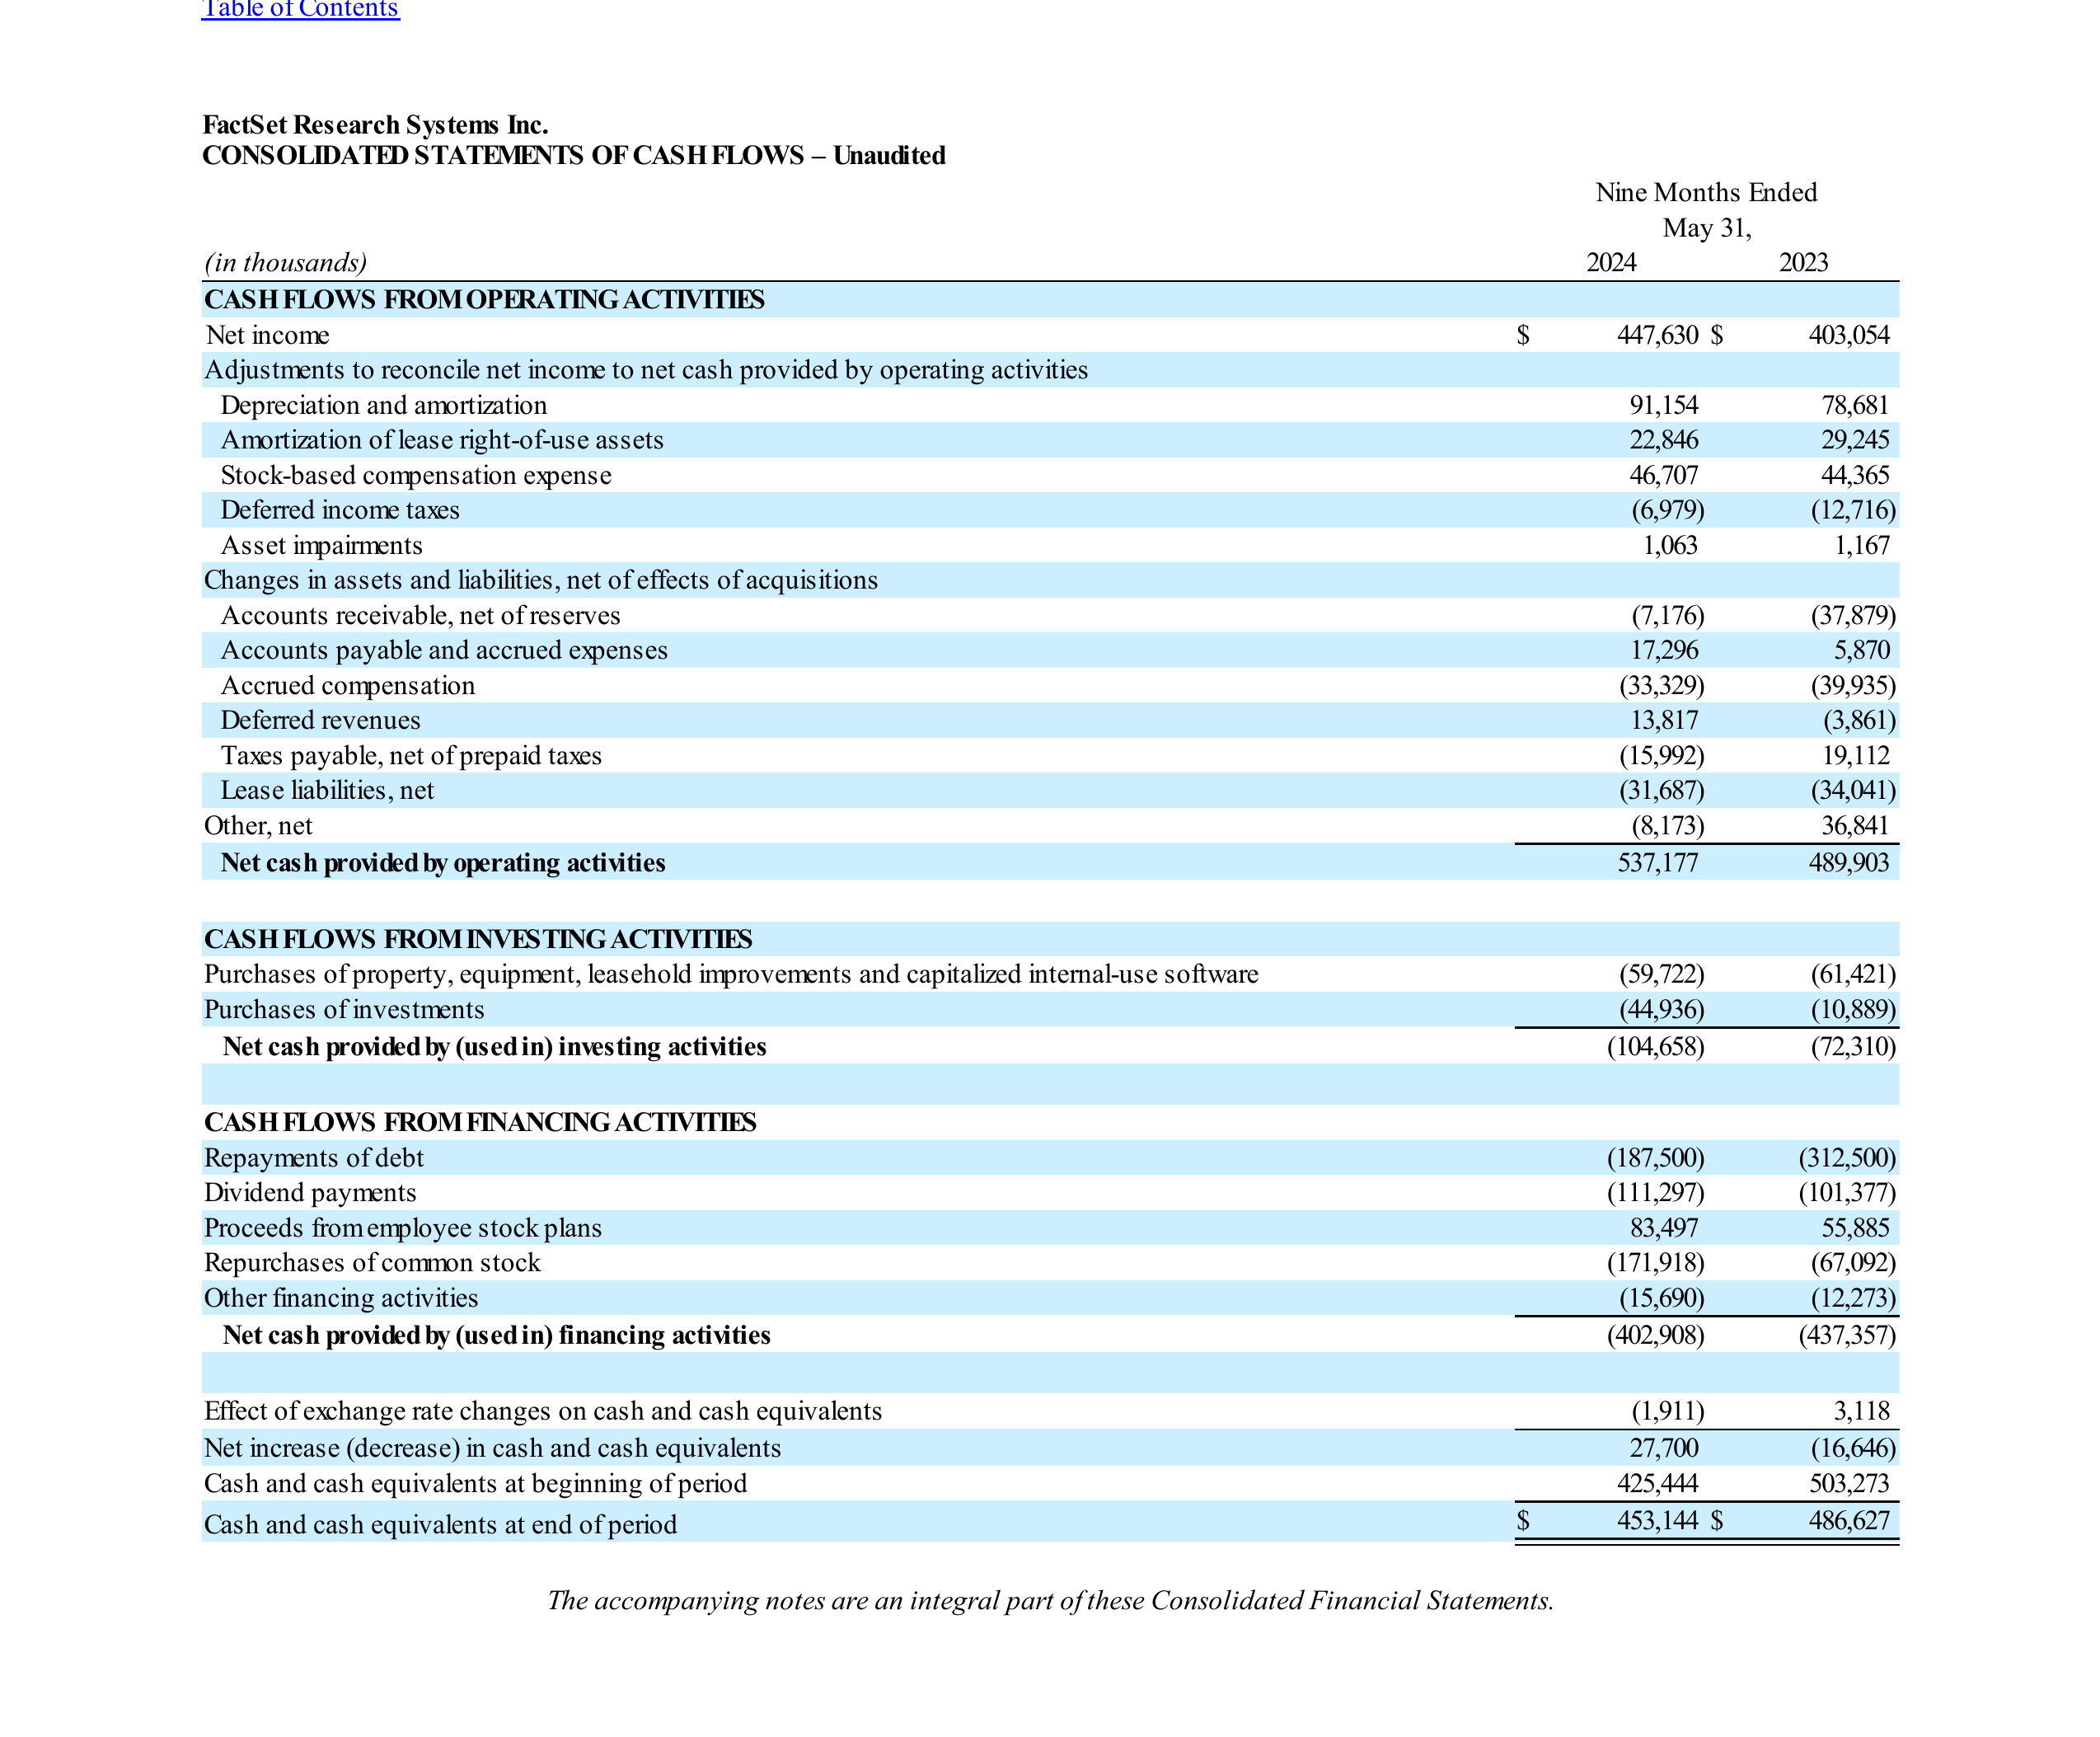 Table of Contents
FactSet Research Systems Inc.
CONSOLIDATED STATEMENTS OF CASH FLOWS – Unaudited
Nine Months Ended
May 31,
(in thousands) 2024 2023
CASH FLOWS FROM OPERATING ACTIVITIES
Net income $ 447,630 $ 403,054
Adjustments to reconcile net income to net cash provided by operating activities
Depreciation and amortization 91,154 78,681
Amortization of lease right-of-use assets 22,846 29,245
Stock-based compensation expense 46,707 44,365
Deferred income taxes (6,979) (12,716)
Asset impairments 1,063 1,167
Changes in assets and liabilities, net of effects of acquisitions
Accounts receivable, net of reserves (7,176) (37,879)
Accounts payable and accrued expenses 17,296 5,870
Accrued compensation (33,329) (39,935)
Deferred revenues 13,817 (3,861)
Taxes payable, net of prepaid taxes (15,992) 19,112
Lease liabilities, net (31,687) (34,041)
Other, net (8,173) 36,841
Net cash provided by operating activities 537,177 489,903
CASH FLOWS FROM INVESTING ACTIVITIES
Purchases of property, equipment, leasehold improvements and capitalized internal-use software (59,722) (61,421)
Purchases of investments (44,936) (10,889)
Net cash provided by (used in) investing activities (104,658) (72,310)
CASH FLOWS FROM FINANCING ACTIVITIES
Repayments of debt (187,500) (312,500)
Dividend payments (111,297) (101,377)
Proceeds from employee stock plans 83,497 55,885
Repurchases of common stock (171,918) (67,092)
Other financing activities (15,690) (12,273)
Net cash provided by (used in) financing activities (402,908) (437,357)
Effect of exchange rate changes on cash and cash equivalents (1,911) 3,118
Net increase (decrease) in cash and cash equivalents 27,700 (16,646)
Cash and cash equivalents at beginning of period 425,444 503,273
Cash and cash equivalents at end of period $ 453,144 $ 486,627
The accompanying notes are an integral part of these Consolidated Financial Statements.